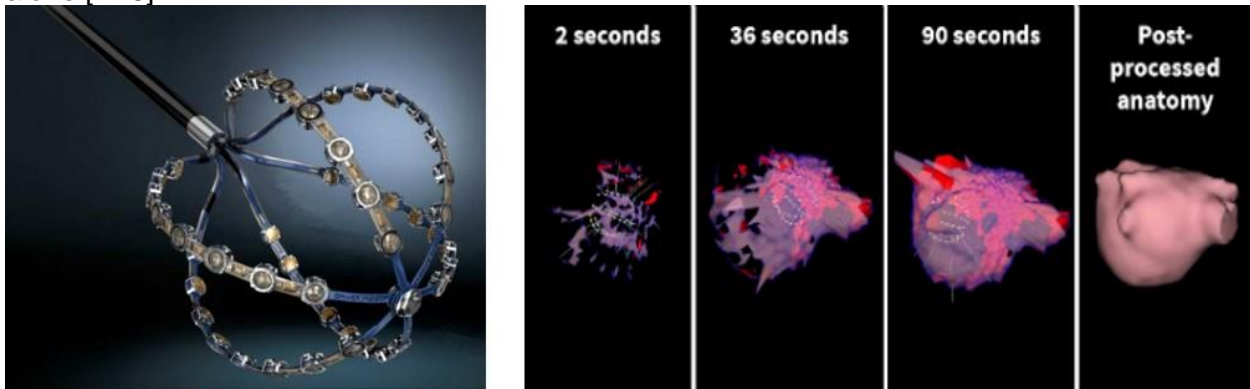 2 seconds
36 seconds
90 seconds
Post-
processed
anatomy